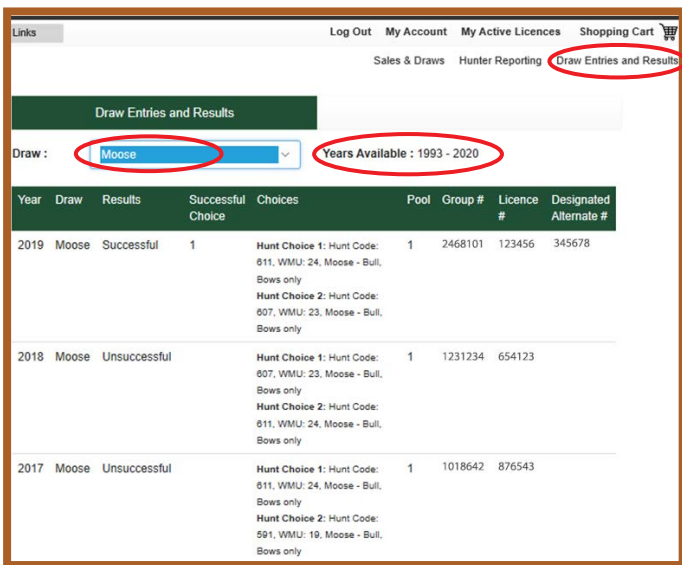 Links
Log Out My Account My Active Licences Shopping Cart
Sales & Draws Hunter Reporting Draw Entries and Results
Draw Entries and Results
Draw : Moose Years Available : 1993 - 2020
Year Draw Results Successful Choice Choices Pool Group # Licence # Designated Alternate #
2019 Moose Successful 1 Hunt Choice 1: Hunt Code: 1 2468101 123456 345678
611, WMU: 24, Moose - Bull,
Bows only
Hunt Choice 2: Hunt Code:
607, WMU: 23, Moose - Bull,
Bows only
2018 Moose Unsuccessful Hunt Choice 1: Hunt Code: 1 1231234 654123
607, WMU: 23, Moose - Bull,
Bows only
Hunt Choice 2: Hunt Code:
611, WMU: 24, Moose - Bull,
Bows only
2017 Moose Unsuccessful Hunt Choice 1: Hunt Code: 1 1018642 876543
611, WMU: 24, Moose - Bull,
Bows only
Hunt Choice 2: Hunt Code:
591, WMU: 19, Moose - Bull,
Bows only